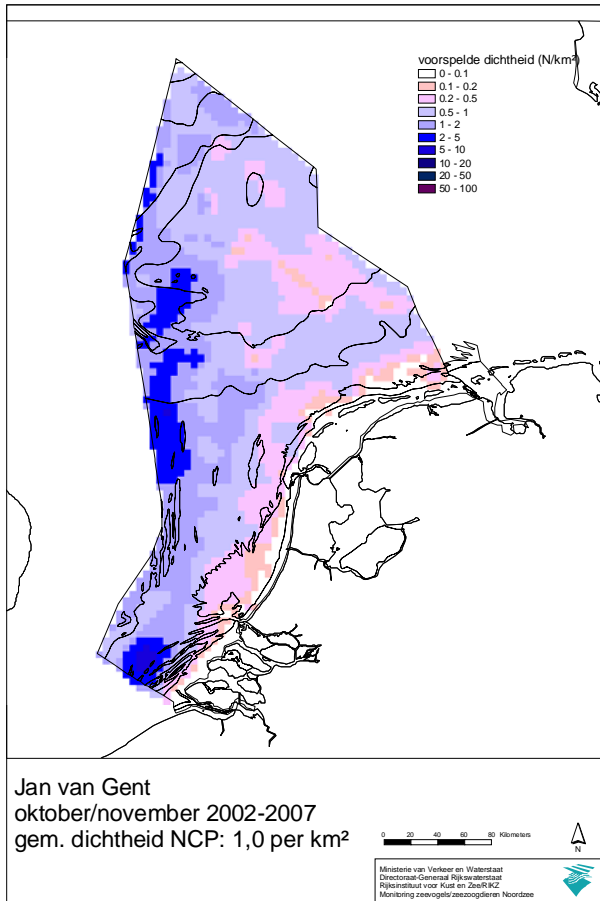 voorspelde dichtheid (N/km²)
0 - 0.1
0.1 - 0.2
0.2 - 0.5
0.5 - 1
1 - 2
2 - 5
5 - 10
10 - 20
20 - 50
50 - 100
Jan van Gent
oktober/november 2002-2007
gem. dichtheid NCP: 1,0 per km²
0 20 40 60 80 Kilometers
N
Ministerie van Verkeer en Waterstaat
Directoraat-Generaal Rijkswaterstaat
Rijksinstituut voor Kust en Zee/RIKZ
Monitoring zeevogels/zeezoogdieren Noordzee